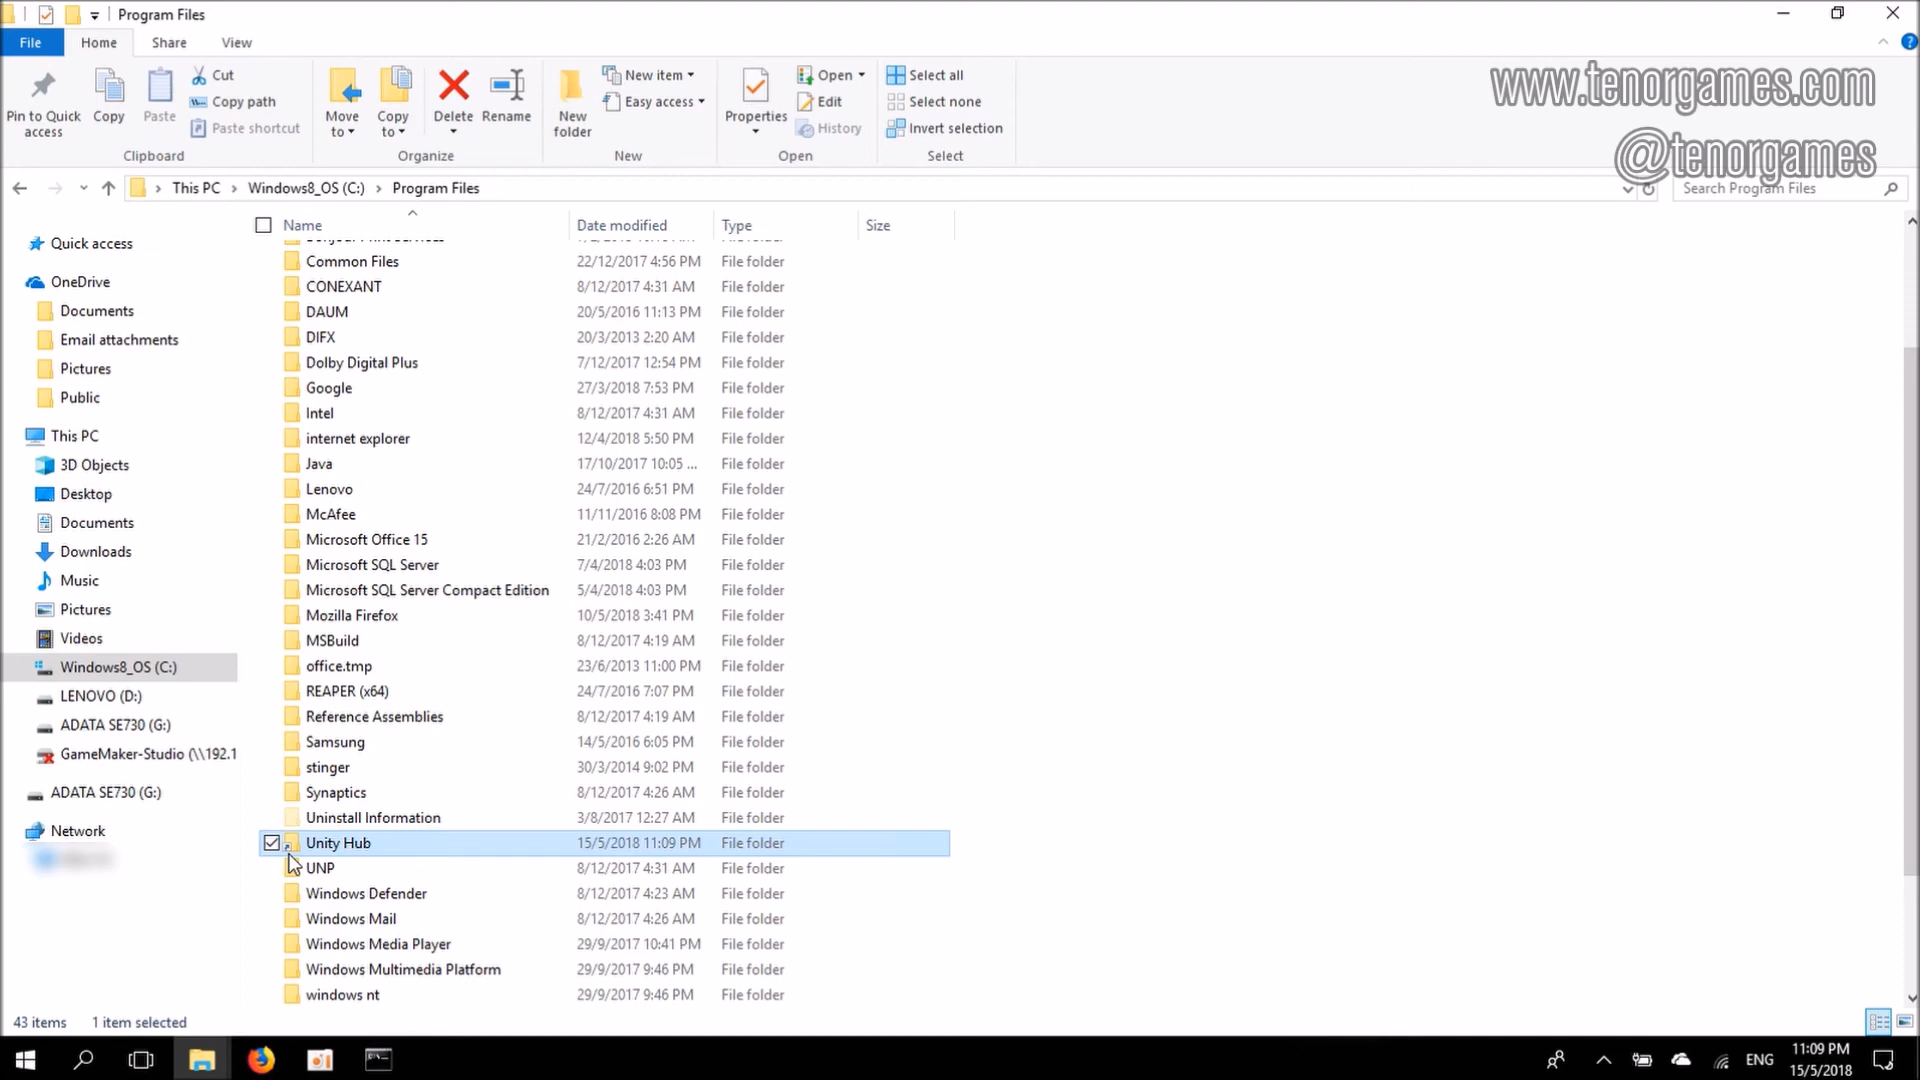 Program Files
File
Home
Share
View
Pin to Quick access
Copy
Paste
Cut
Copy path
Paste shortcut
Clipboard
Move to
Copy to
Delete
Rename
Organize
New folder
New item
Easy access
New
Properties
Open
Edit
History
Open
Select all
Select none
Invert selection
Select
www.tenorgames.com
@tenorgames
This PC > Windows8_OS (C:) > Program Files
Search Program Files
Name Date modified Type Size
Quick access
OneDrive
Documents
Email attachments
Pictures
Public
This PC
3D Objects
Desktop
Documents
Downloads
Music
Pictures
Videos
Windows8_OS (C:)
LENOVO (D:)
ADATA SE730 (G:)
GameMaker-Studio (\\192.1
ADATA SE730 (G:)
Network
Common Files 22/12/2017 4:56 PM File folder
CONEXANT 8/12/2017 4:31 AM File folder
DAUM 20/5/2016 11:13 PM File folder
DIFX 20/3/2013 2:20 AM File folder
Dolby Digital Plus 7/12/2017 12:54 PM File folder
Google 27/3/2018 7:53 PM File folder
Intel 8/12/2017 4:31 AM File folder
internet explorer 12/4/2018 5:50 PM File folder
Java 17/10/2017 10:05 ... File folder
Lenovo 24/7/2016 6:51 PM File folder
McAfee 11/11/2016 8:08 PM File folder
Microsoft Office 15 21/2/2016 2:26 AM File folder
Microsoft SQL Server 7/4/2018 4:03 PM File folder
Microsoft SQL Server Compact Edition 5/4/2018 4:03 PM File folder
Mozilla Firefox 10/5/2018 3:41 PM File folder
MSBuild 8/12/2017 4:19 AM File folder
office.tmp 23/6/2013 11:00 PM File folder
REAPER (x64) 24/7/2016 7:07 PM File folder
Reference Assemblies 8/12/2017 4:19 AM File folder
Samsung 14/5/2016 6:05 PM File folder
stinger 30/3/2014 9:02 PM File folder
Synaptics 8/12/2017 4:26 AM File folder
Uninstall Information 3/8/2017 12:27 AM File folder
Unity Hub 15/5/2018 11:09 PM File folder
UNP 8/12/2017 4:31 AM File folder
Windows Defender 8/12/2017 4:23 AM File folder
Windows Mail 8/12/2017 4:26 AM File folder
Windows Media Player 29/9/2017 10:41 PM File folder
Windows Multimedia Platform 29/9/2017 9:46 PM File folder
windows nt 29/9/2017 9:46 PM File folder
43 items 1 item selected
ENG
11:09 PM
15/5/2018